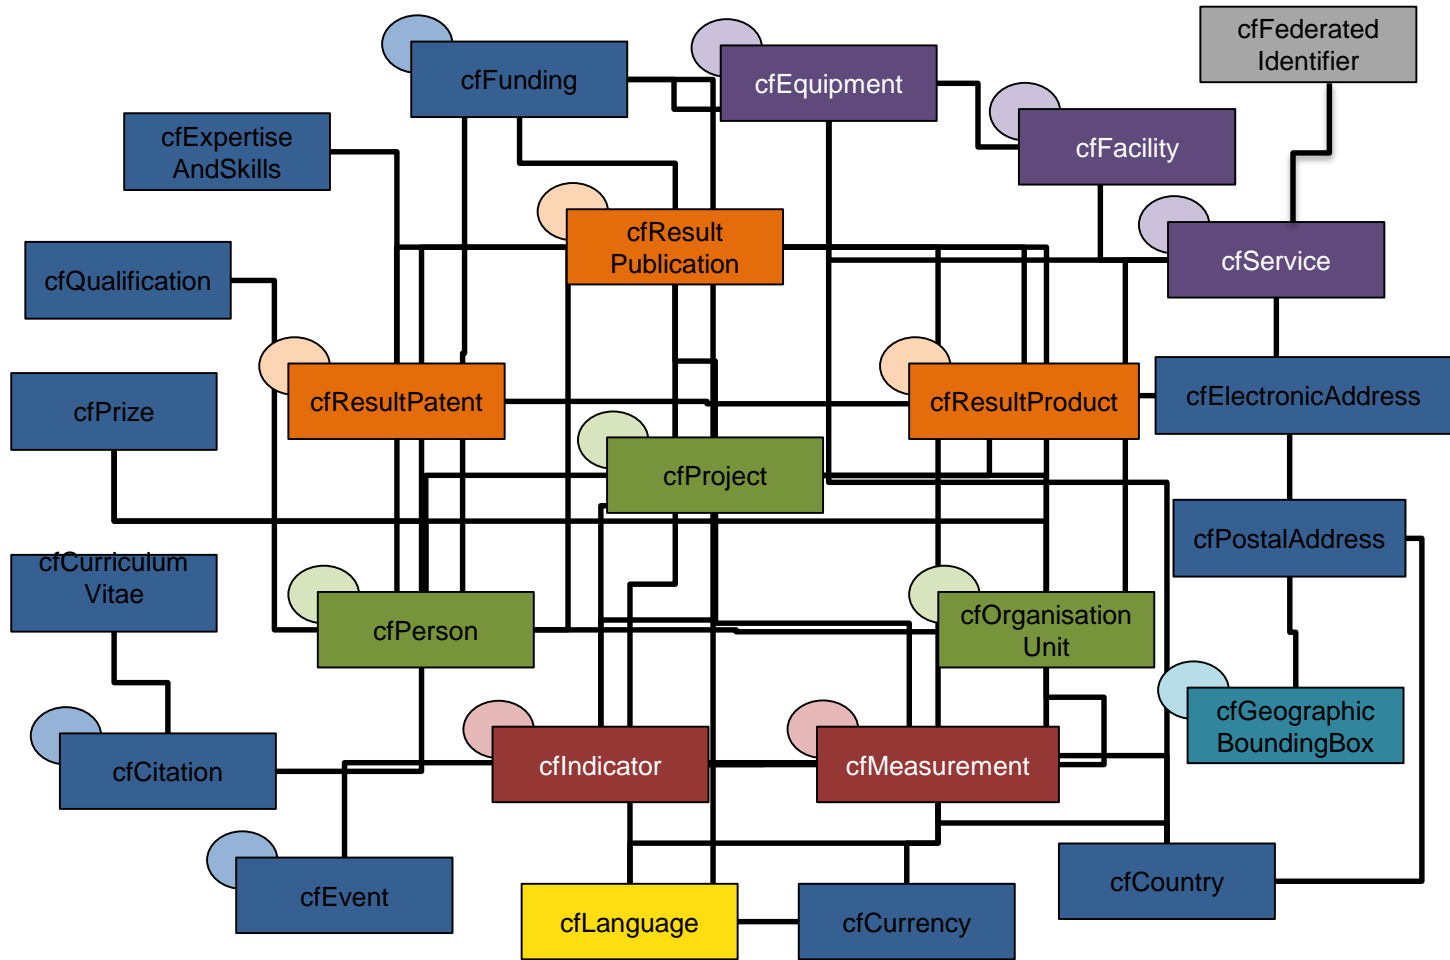 cfFunding
cfEquipment
cfFederated
Identifier
cfExpertise
AndSkills
cfFacility
cfResult
Publication
cfQualification
cfService
cfPrize
cfResultPatent
cfResultProduct
cfElectronicAddress
cfProject
cfPostalAddress
cfCurriculum
Vitae
cfPerson
cfOrganisation
Unit
cfGeographic
BoundingBox
cfCitation
cfIndicator
cfMeasurement
cfEvent
cfLanguage
cfCurrency
cfCountry